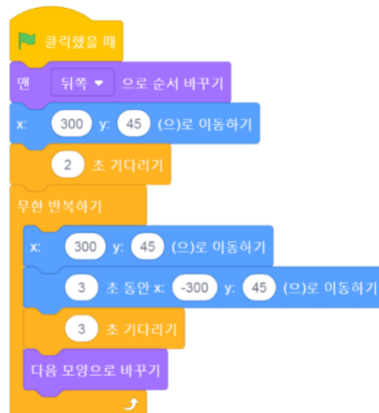 클릭했을 때
맨 뒤쪽 으로 순서 바꾸기
x: 300 y: 45 (으)로 이동하기
2 초 기다리기
무한 반복하기
x: 300 y: 45 (으)로 이동하기
3 초 동안 x: -300 y: 45 (으)로 이동하기
3 초 기다리기
다음 모양으로 바꾸기